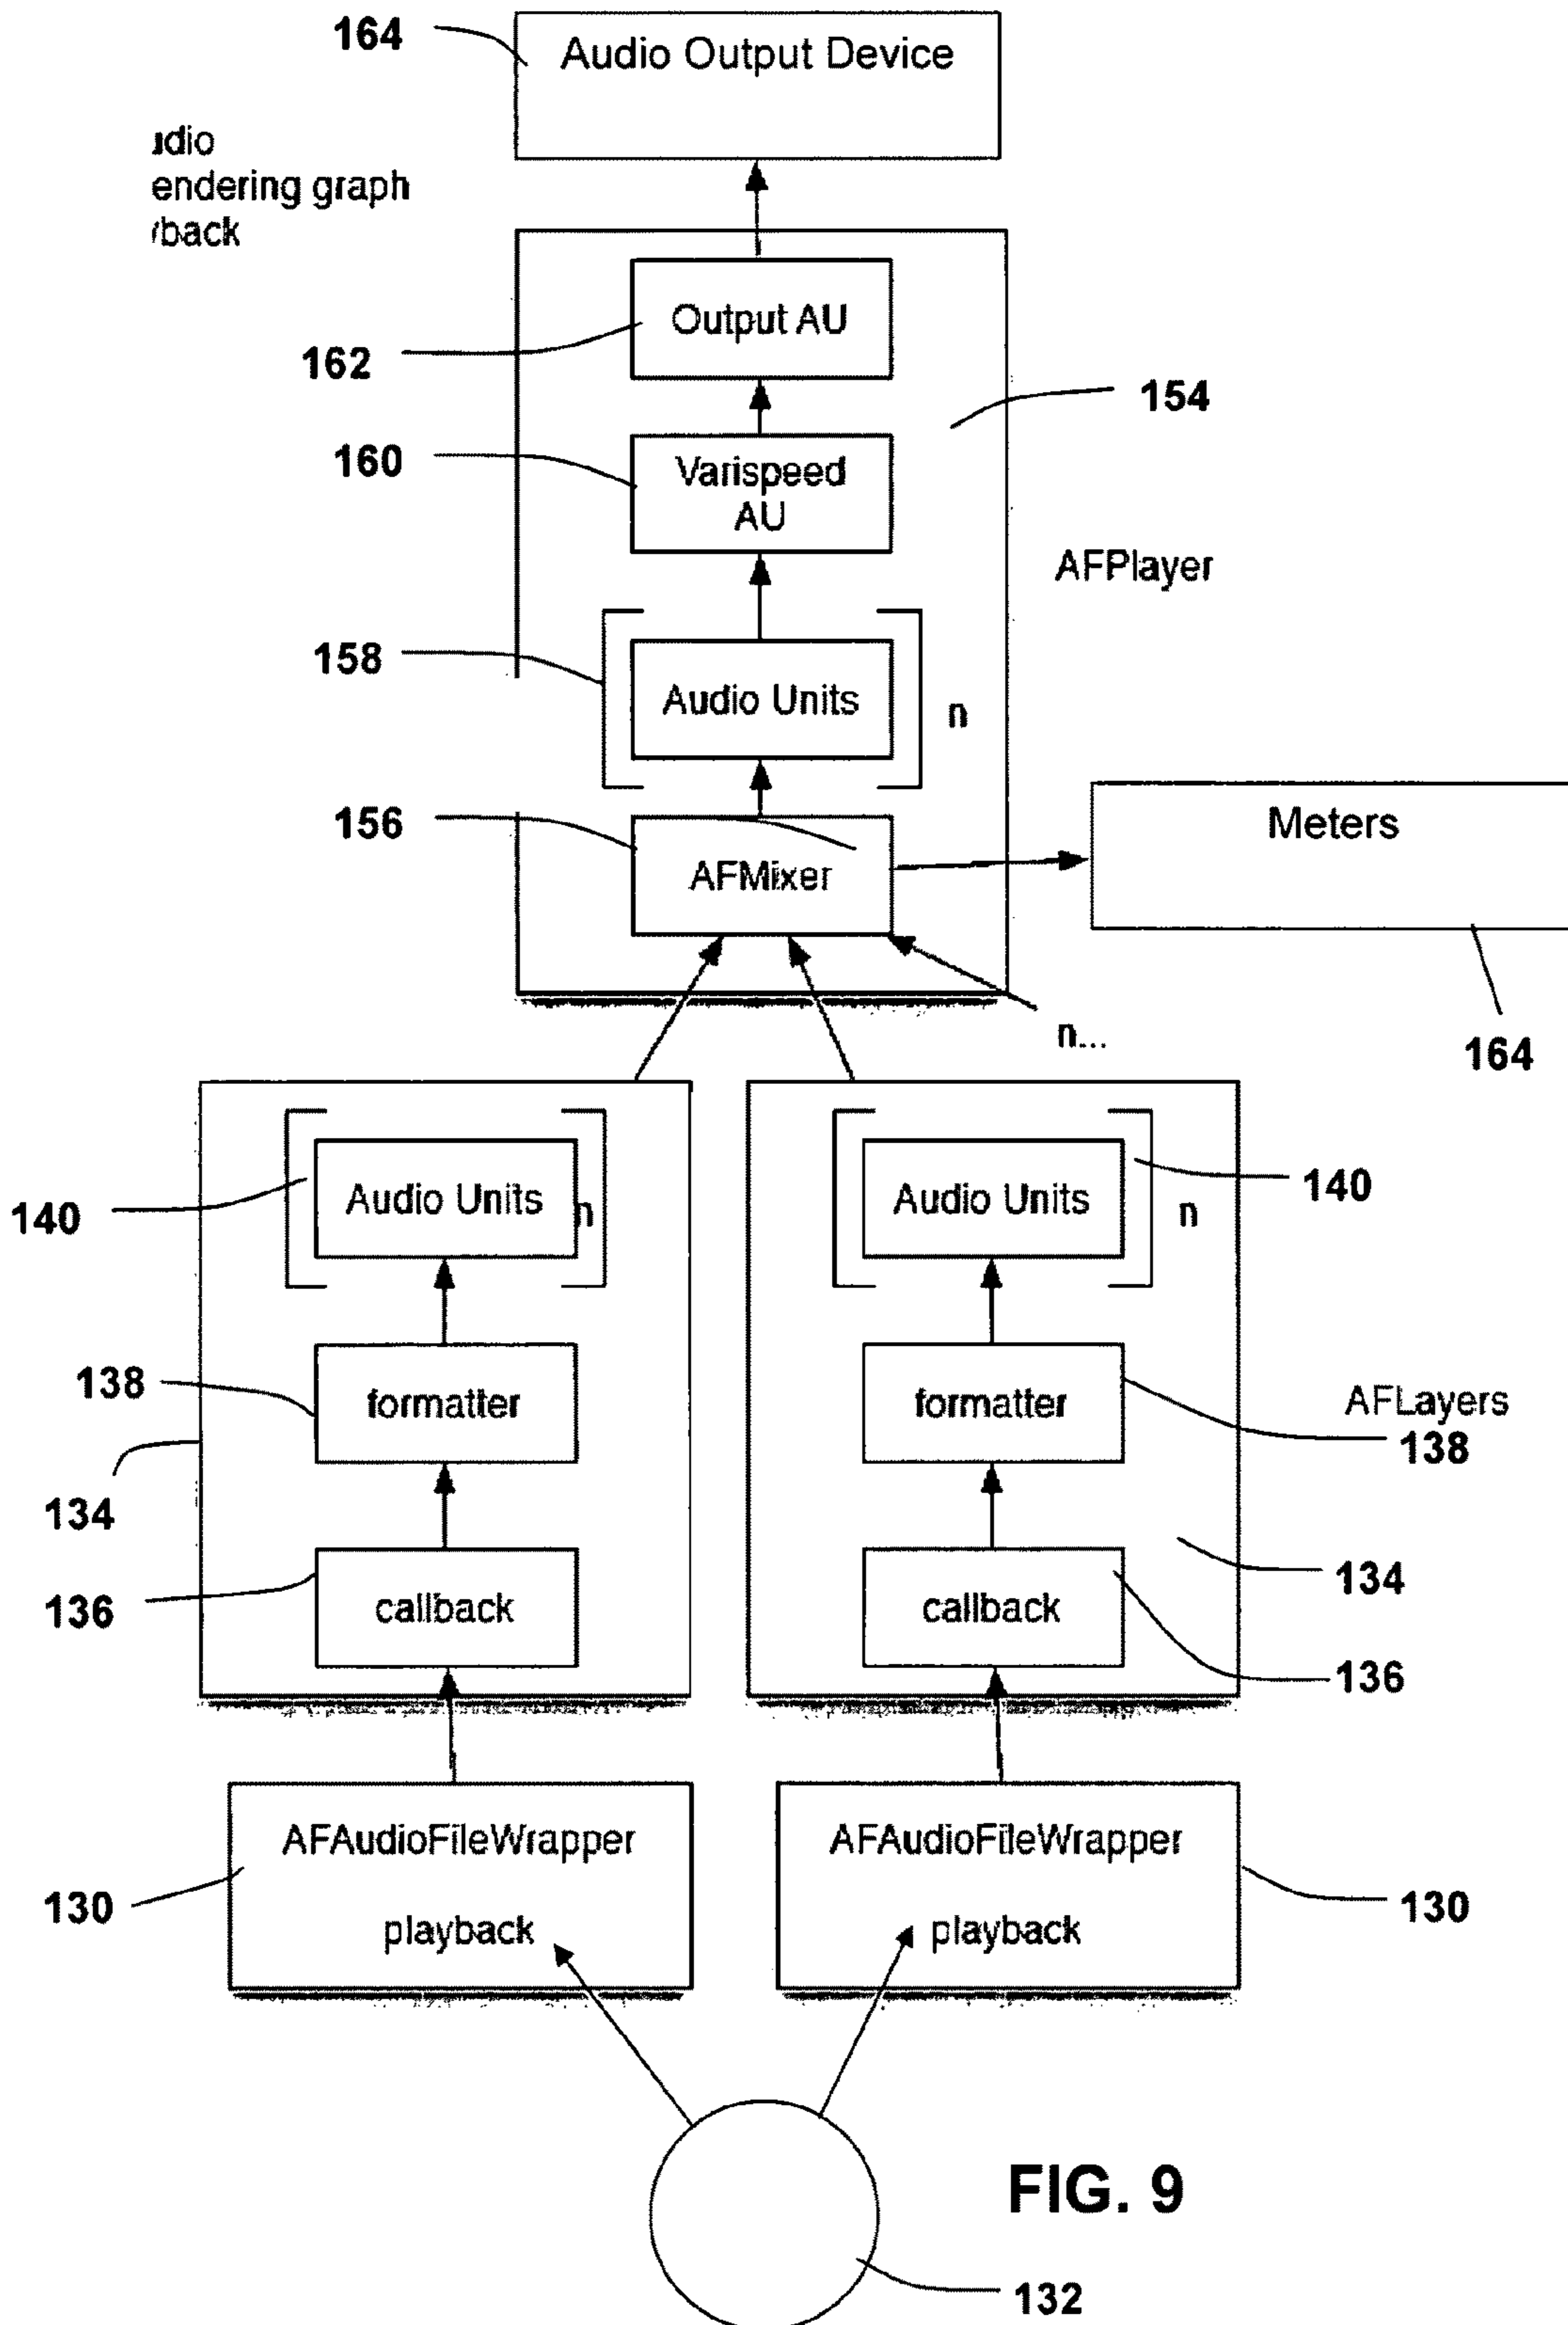 164
Audio Output Device
endering graph
Output AU
162
154
160
Varispeed
AU
AFPlayer
158
Audio Units
n
156
Meters
AFMixer
n...
164
140
Audio Units
n
Audio Units
140
n
138
formatter
formatter
AFLayers
138
134
136
callback
callback
134
136
AFAudioFileWrapper
AFAudioFileWrapper
130
playback
playback
130
FIG. 9
132